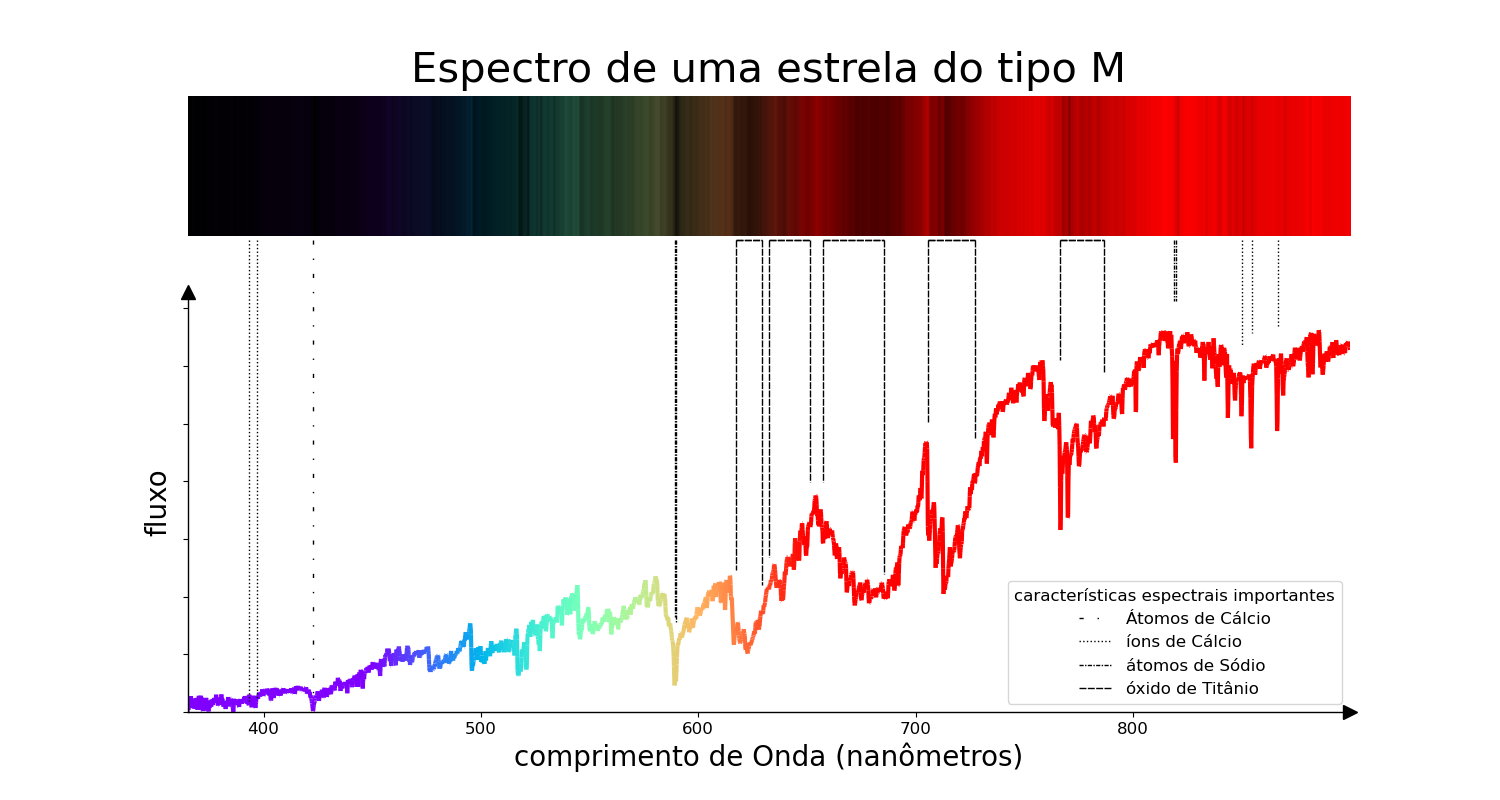 Espectro de uma estrela do tipo M
fluxo
características espectrais importantes
Átomos de Cálcio
íons de Cálcio
átomos de Sódio
óxido de Titânio
400 500 600 700 800
comprimento de Onda (nanômetros)